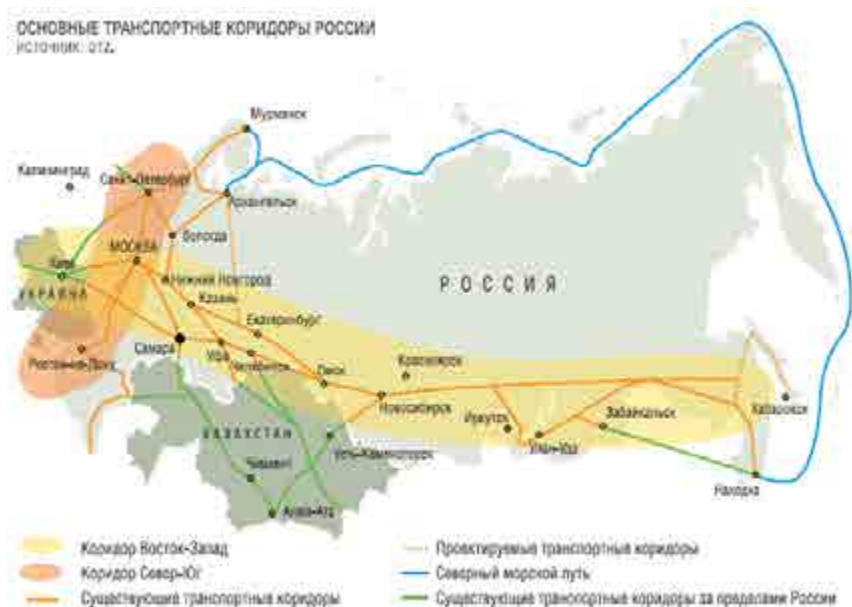 ОСНОВНЫЕ ТРАНСПОРТНЫЕ КОРИДОРЫ РОССИИ
ИСТОЧНИК:
Мурманск
Калининград
Санкт-Петербург
Архангельск
Вологда
МОСКВА
Киев
Нижний Новгород
УКРАИНА
РОССИЯ
Казань
Екатеринбург
Самара
Уфа
Челябинск
Ростов-на-Дону
Омск
Красноярск
Новосибирск
Иркутск
Забайкальск
Хабаровск
Улан-Удэ
КАЗАХСТАН
Усть-Каменогорск
Чимкент
Находка
Алма-Ата
Коридор Восток-Запад
Проектируемые транспортные коридоры
Коридор Север-Юг
Северный морской путь
Существующие транспортные коридоры
Существующие транспортные коридоры за пределами России